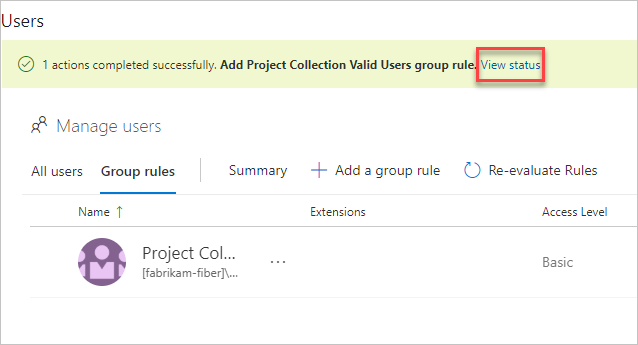 Users
1 actions completed successfully. Add Project Collection Valid Users group rule. View status
Manage users
All users Group rules Summary Add a group rule Re-evaluate Rules
Name ↑ Extensions Access Level
Project Col... ... Basic
[fabrikam-fiber]\...